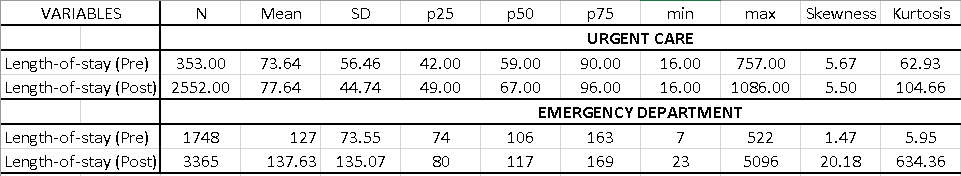 VARIABLES N Mean SD p25 p50 p75 min max Skewness Kurtosis
URGENT CARE
Length-of-stay (Pre) 353.00 73.64 56.46 42.00 59.00 90.00 16.00 757.00 5.67 62.93
Length-of-stay (Post) 2552.00 77.64 44.74 49.00 67.00 96.00 16.00 1086.00 5.50 104.66
EMERGENCY DEPARTMENT
Length-of-stay (Pre) 1748 127 73.55 74 106 163 7 522 1.47 5.95
Length-of-stay (Post) 3365 137.63 135.07 80 117 169 23 5096 20.18 634.36